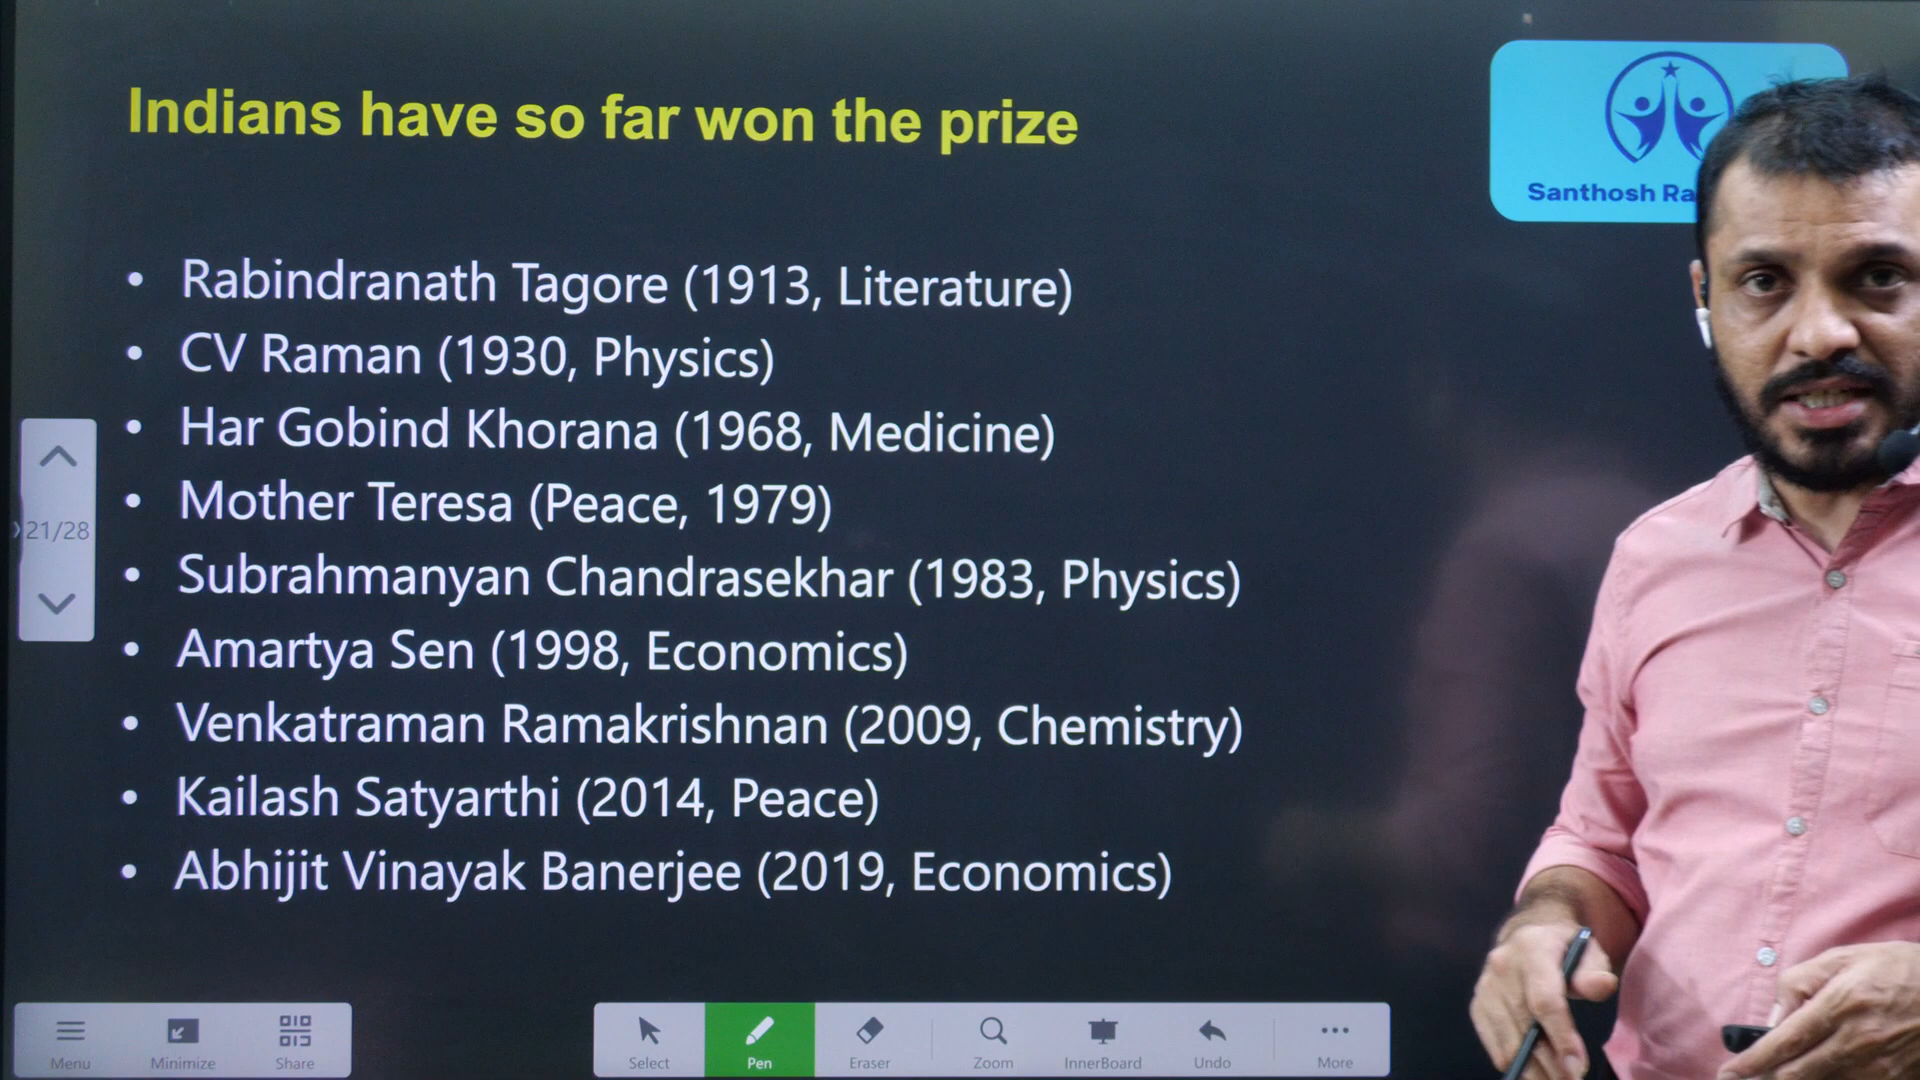 Indians have so far won the prize
Santhosh
• Rabindranath Tagore (1913, Literature)
• CV Raman (1930, Physics)
• Har Gobind Khorana (1968, Medicine)
• Mother Teresa (Peace, 1979)
• Subrahmanyan Chandrasekhar (1983, Physics)
• Amartya Sen (1998, Economics)
• Venkatraman Ramakrishnan (2009, Chemistry)
• Kailash Satyarthi (2014, Peace)
• Abhijit Vinayak Banerjee (2019, Economics)
21/28
Menu Minimize Share Select Pen Eraser Zoom InnerBoard Undo More